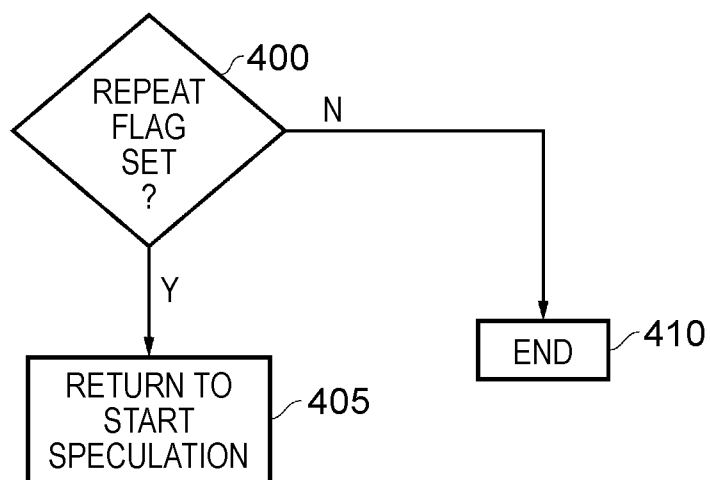 400
REPEAT
FLAG
SET
?
N
Y
END
410
RETURN TO
START
SPECULATION
405